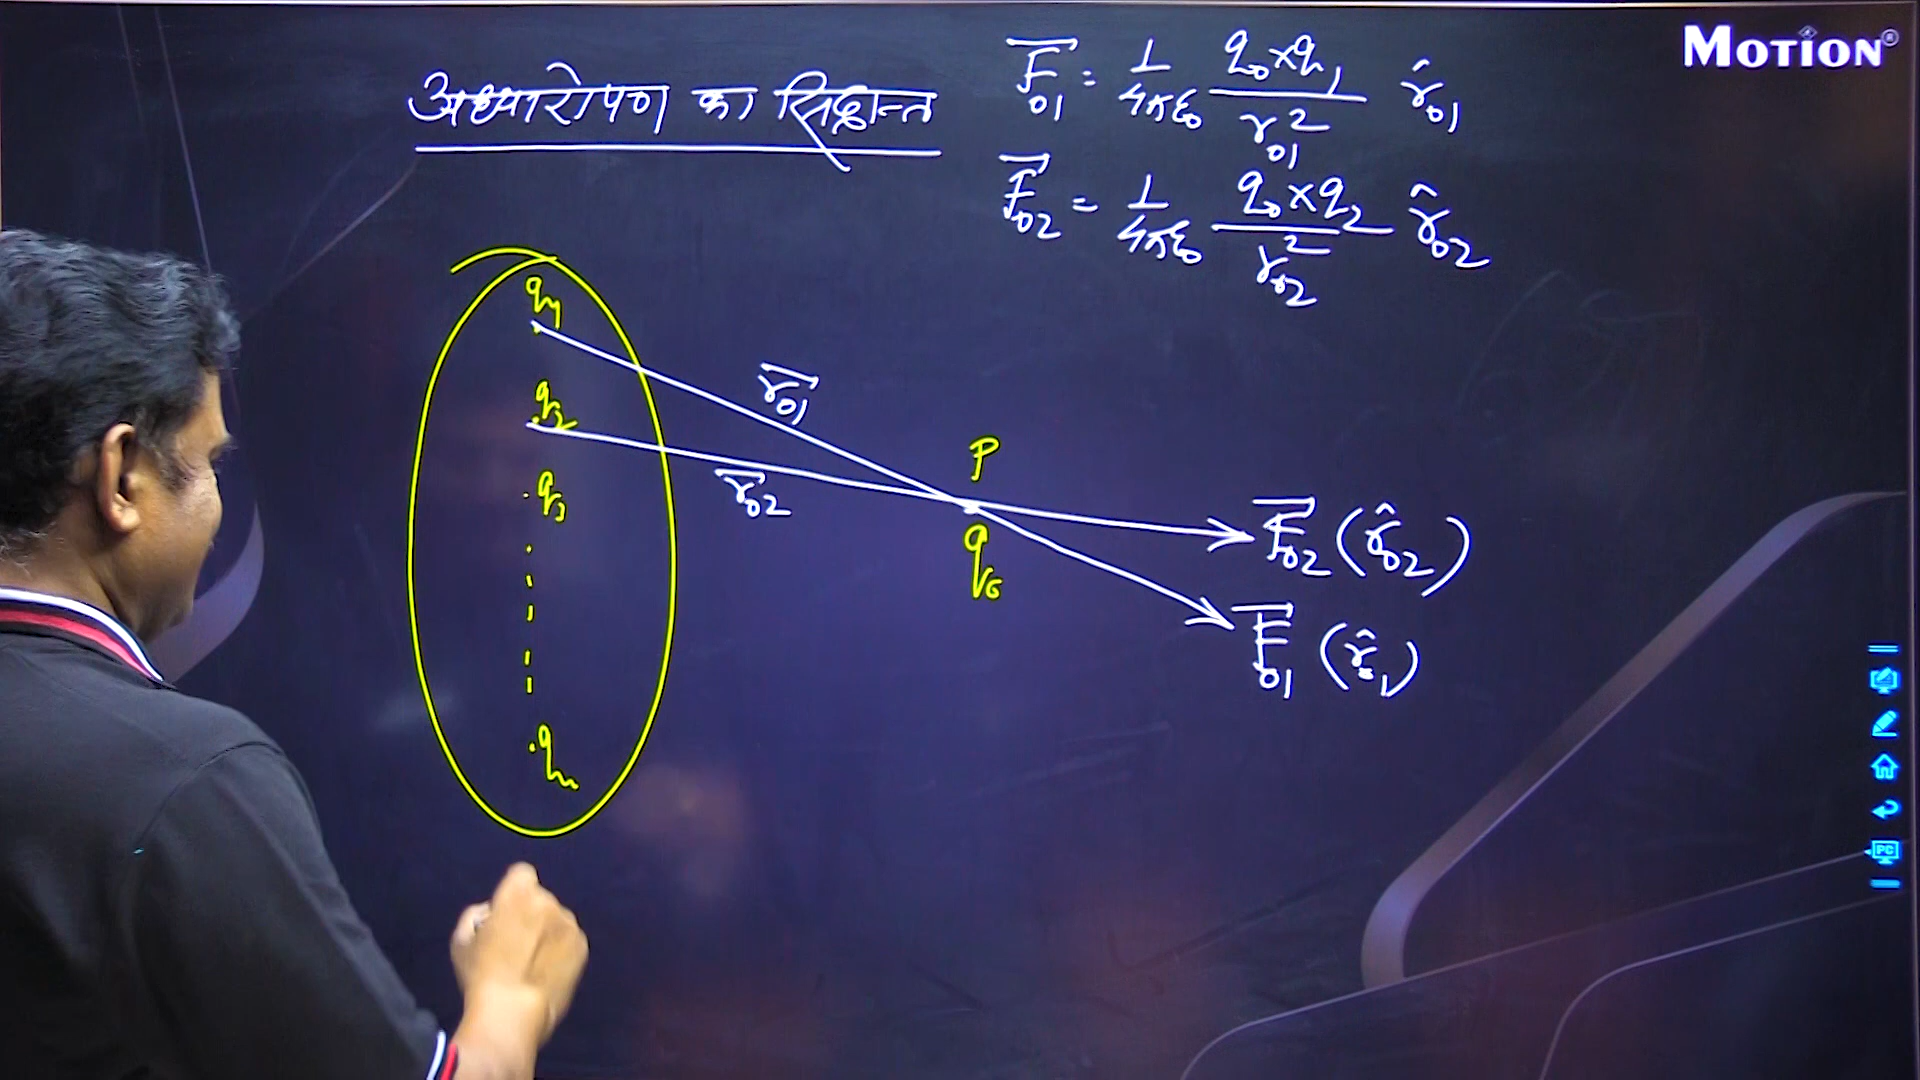 MOTION®
अध्यारोपण का सिद्धान्त
F⃗₀₁ = 1/4πε₀ q₀×q₁/r₀₁² r̂₀₁
F⃗₀₂ = 1/4πε₀ q₀×q₂/r₀₂² r̂₀₂
q₁
r⃗₀₁
q₂
P
r⃗₀₂
q₃
q₀
F⃗₀₂ (r̂₀₂)
F⃗₀₁ (r̂₀₁)
qₙ
PC